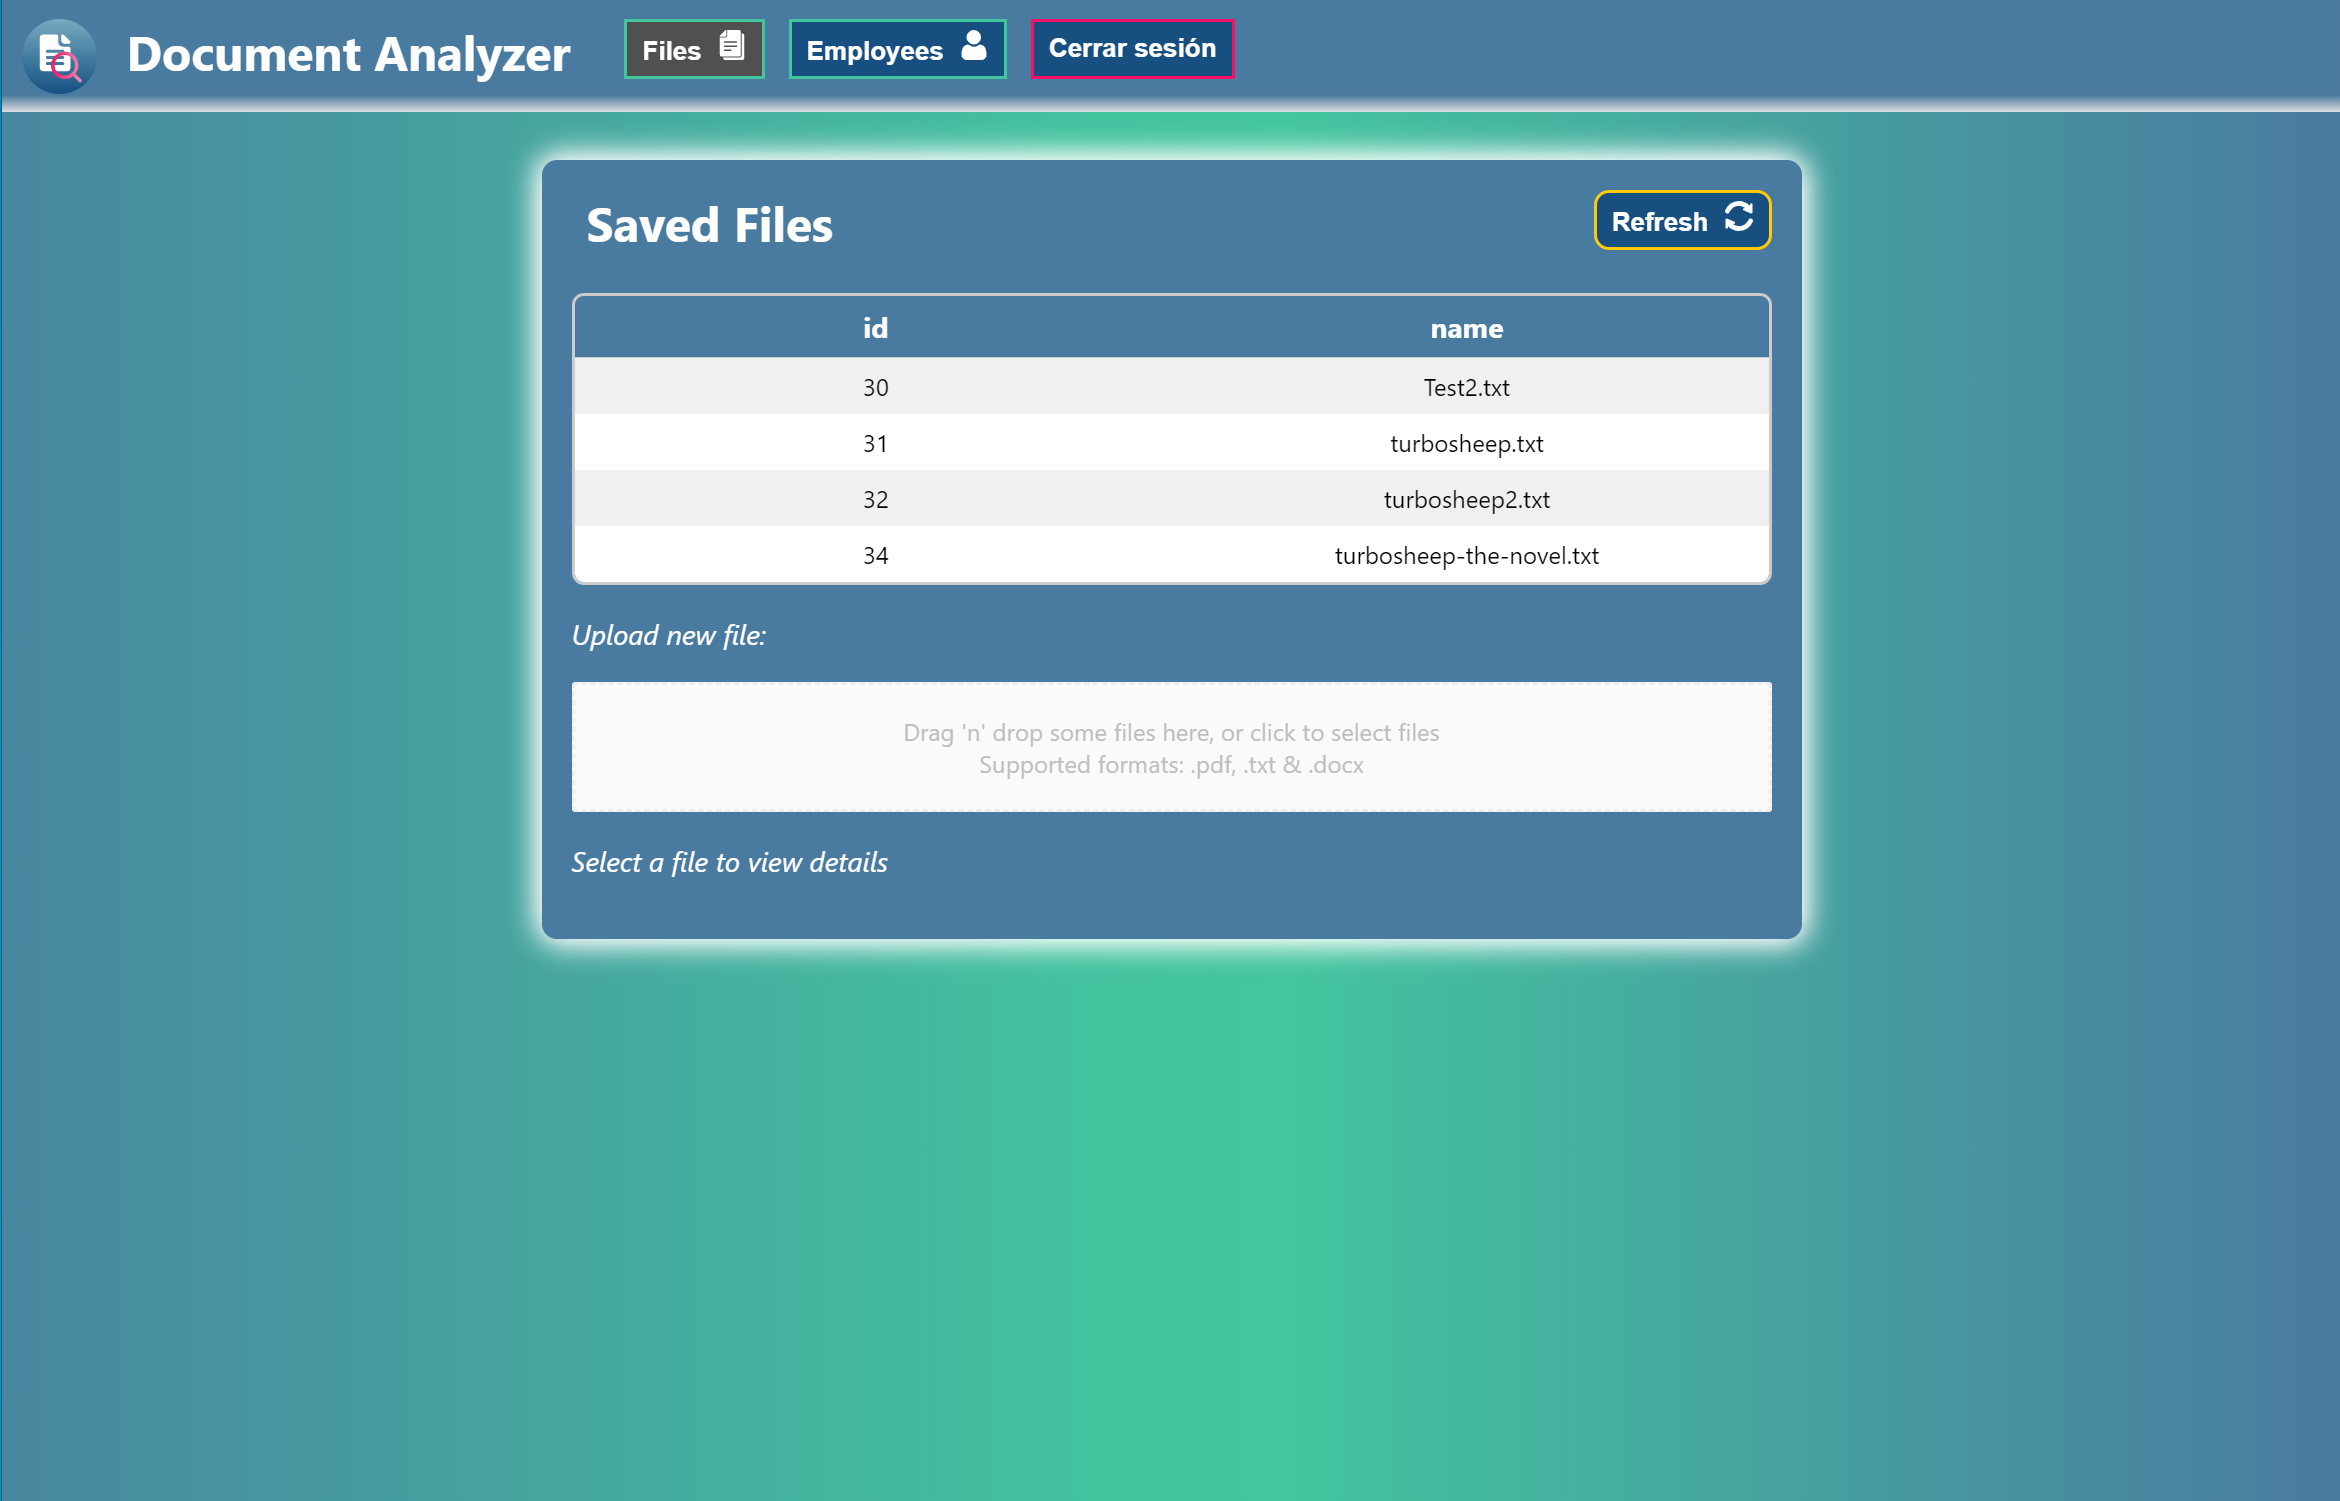 Document Analyzer
Files
Employees
Cerrar sesión
Saved Files
Refresh
id name
30 Test2.txt
31 turbosheep.txt
32 turbosheep2.txt
34 turbosheep-the-novel.txt
Upload new file:
Drag 'n' drop some files here, or click to select files
Supported formats: .pdf, .txt & .docx
Select a file to view details